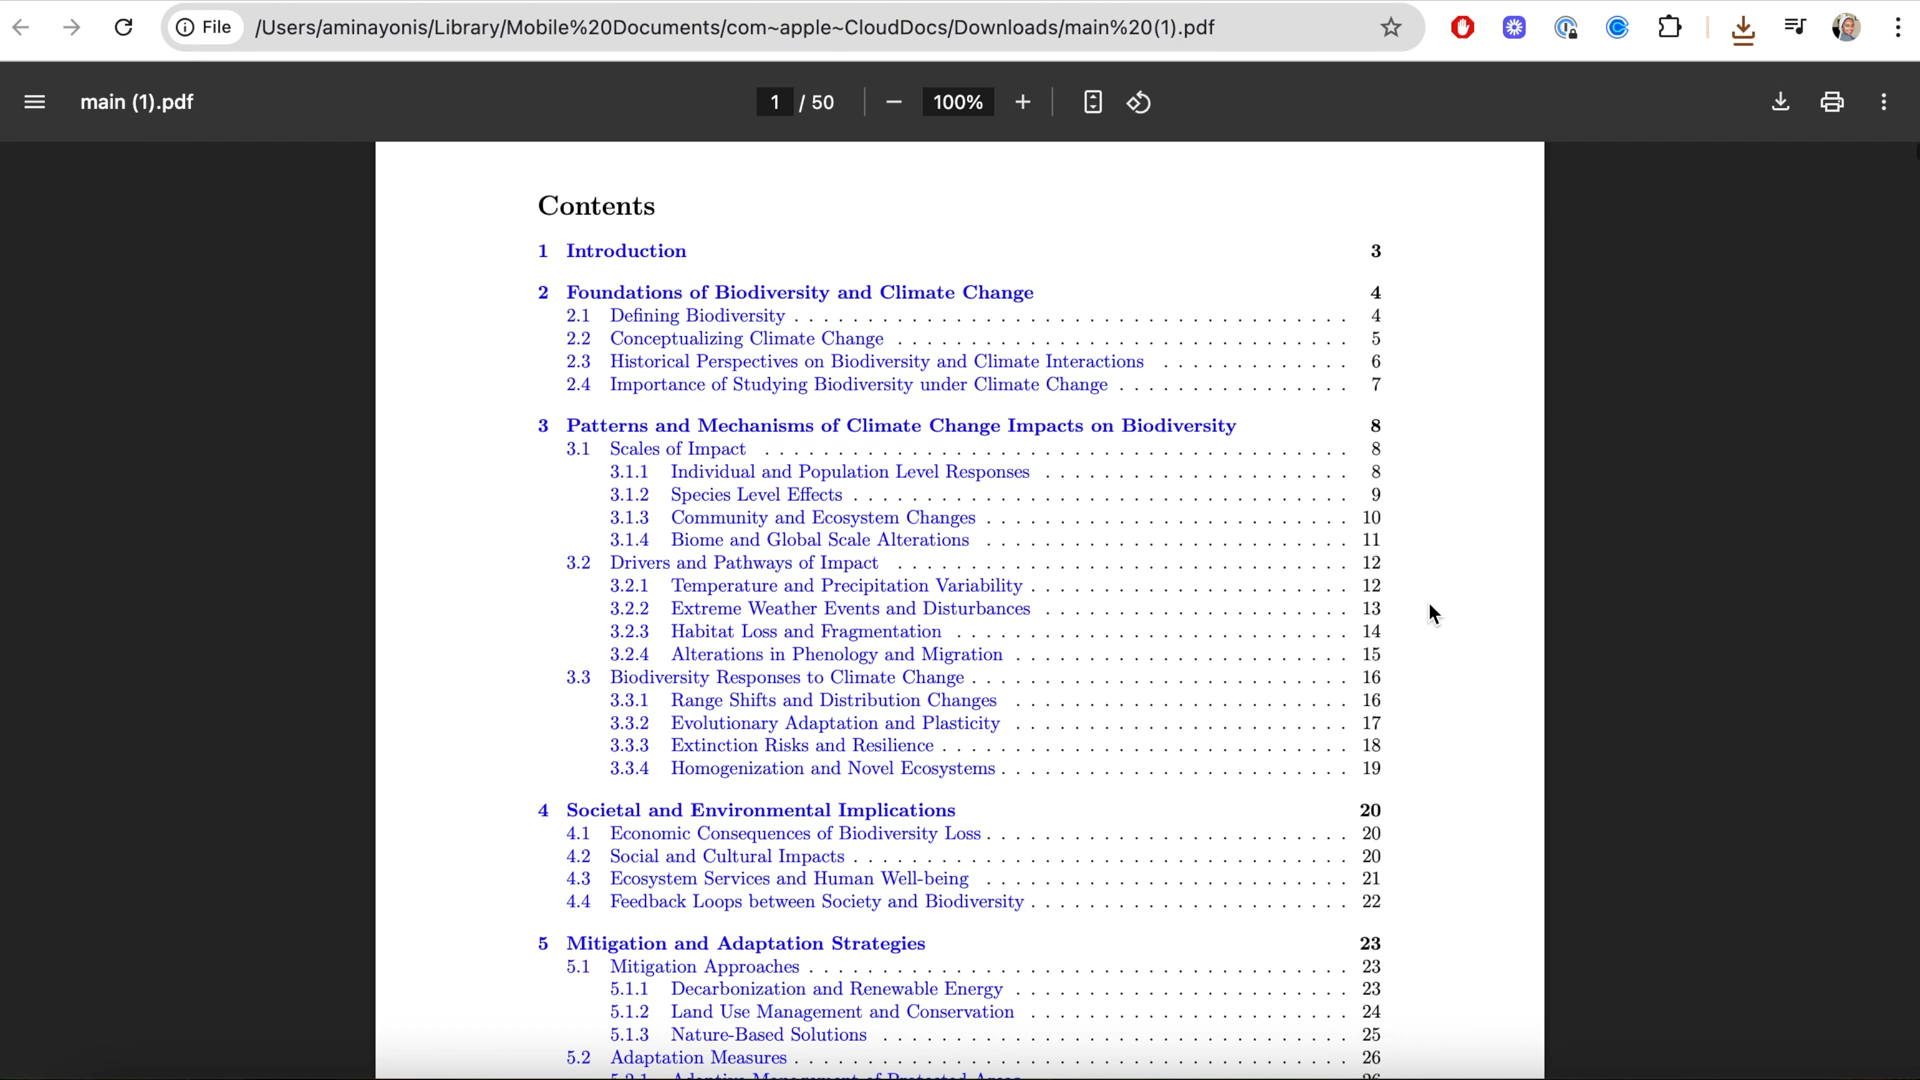 File /Users/aminayonis/Library/Mobile%20Documents/com~apple~CloudDocs/Downloads/main%20(1).pdf
main (1).pdf 1 / 50 100%
Contents
1 Introduction 3
2 Foundations of Biodiversity and Climate Change 4
2.1 Defining Biodiversity 4
2.2 Conceptualizing Climate Change 5
2.3 Historical Perspectives on Biodiversity and Climate Interactions 6
2.4 Importance of Studying Biodiversity under Climate Change 7
3 Patterns and Mechanisms of Climate Change Impacts on Biodiversity 8
3.1 Scales of Impact 8
3.1.1 Individual and Population Level Responses 8
3.1.2 Species Level Effects 9
3.1.3 Community and Ecosystem Changes 10
3.1.4 Biome and Global Scale Alterations 11
3.2 Drivers and Pathways of Impact 12
3.2.1 Temperature and Precipitation Variability 12
3.2.2 Extreme Weather Events and Disturbances 13
3.2.3 Habitat Loss and Fragmentation 14
3.2.4 Alterations in Phenology and Migration 15
3.3 Biodiversity Responses to Climate Change 16
3.3.1 Range Shifts and Distribution Changes 16
3.3.2 Evolutionary Adaptation and Plasticity 17
3.3.3 Extinction Risks and Resilience 18
3.3.4 Homogenization and Novel Ecosystems 19
4 Societal and Environmental Implications 20
4.1 Economic Consequences of Biodiversity Loss 20
4.2 Social and Cultural Impacts 20
4.3 Ecosystem Services and Human Well-being 21
4.4 Feedback Loops between Society and Biodiversity 22
5 Mitigation and Adaptation Strategies 23
5.1 Mitigation Approaches 23
5.1.1 Decarbonization and Renewable Energy 23
5.1.2 Land Use Management and Conservation 24
5.1.3 Nature-Based Solutions 25
5.2 Adaptation Measures 26